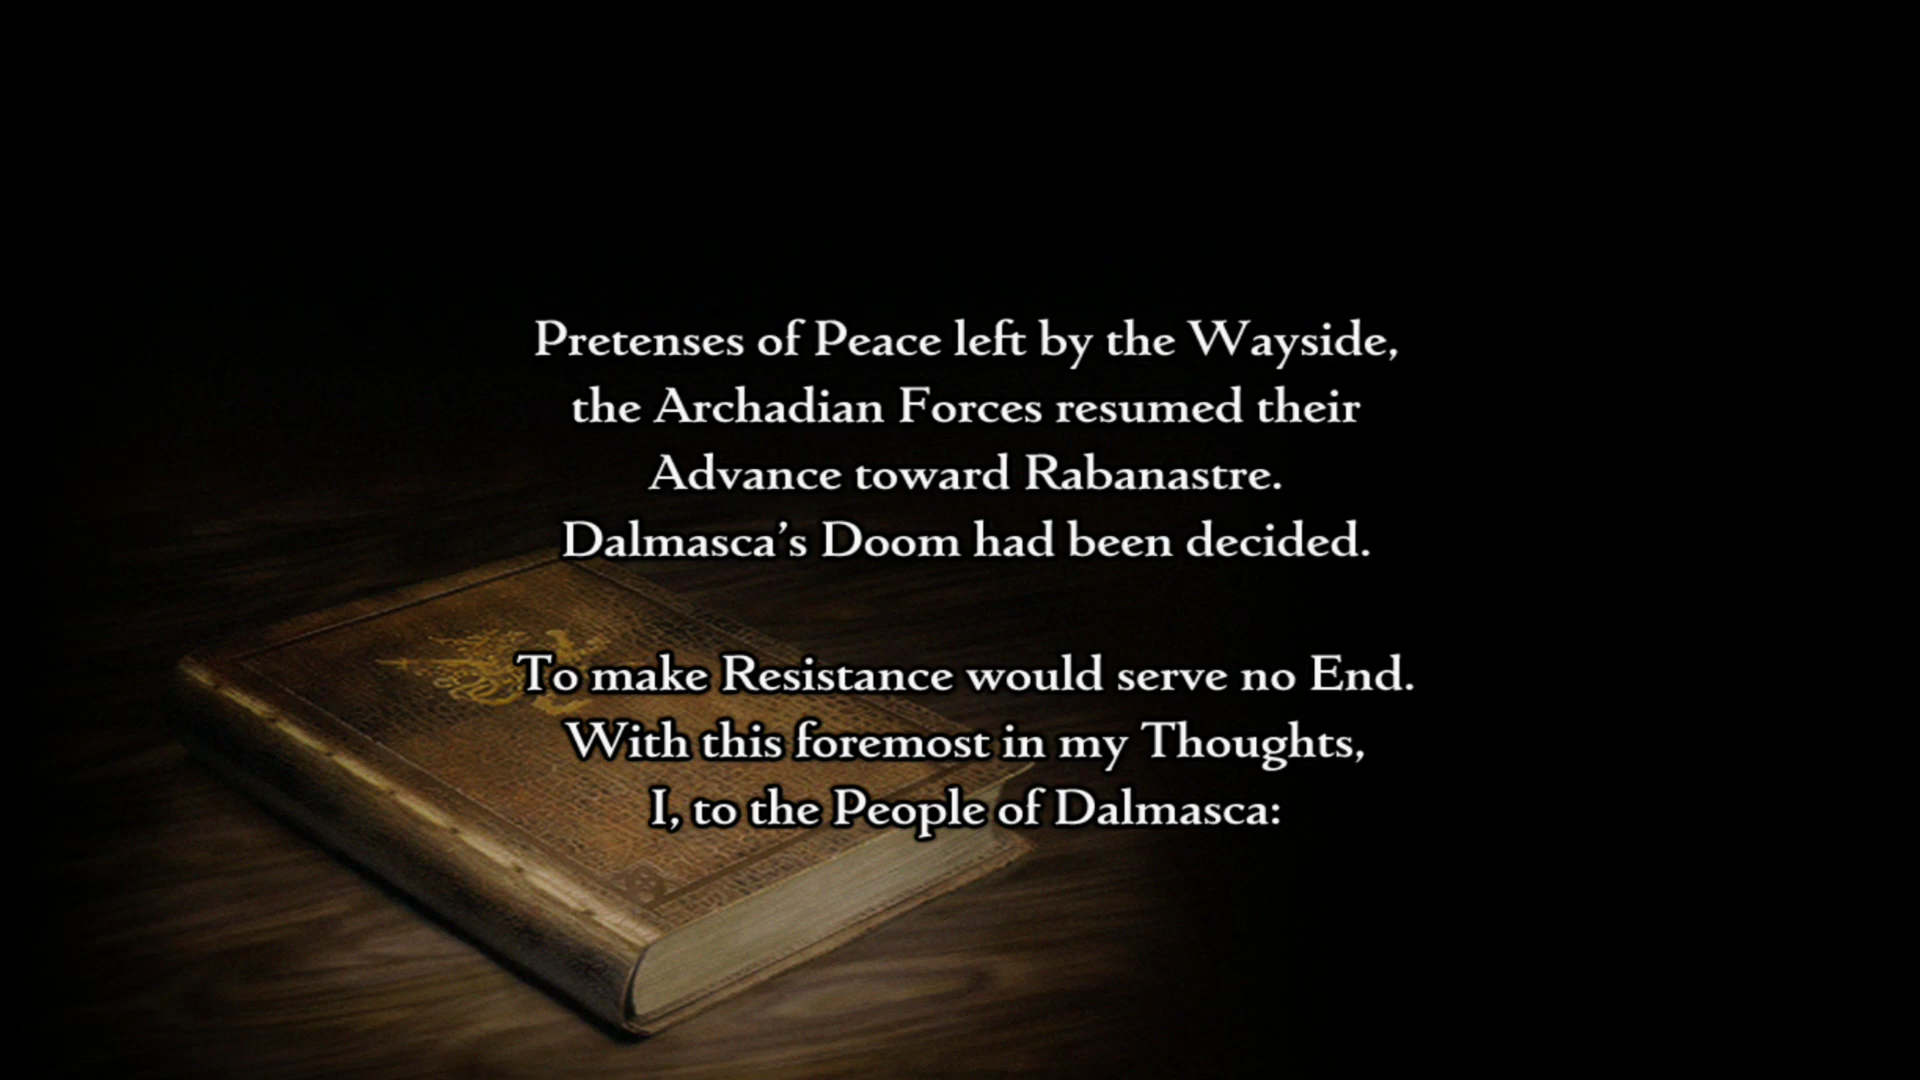 Pretenses of Peace left by the Wayside,
the Archadian Forces resumed their
Advance toward Rabanastre.
Dalmasca’s Doom had been decided.
To make Resistance would serve no End.
With this foremost in my Thoughts,
I, to the People of Dalmasca: